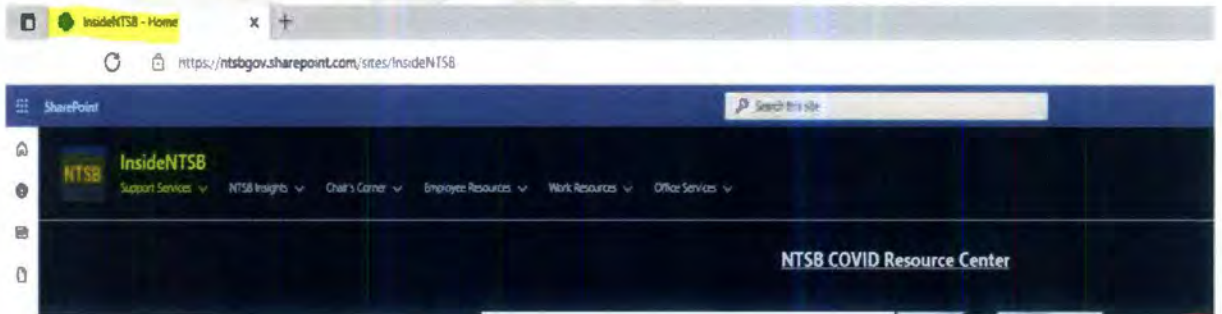 InsideNTSB - Home
https://ntsbgov.sharepoint.com/sites/InsideNTSB
SharePoint
Search this site
NTSB
InsideNTSB
Support Services NTSB Insights Chair's Corner Employee Resources Work Resources Office Services
NTSB COVID Resource Center